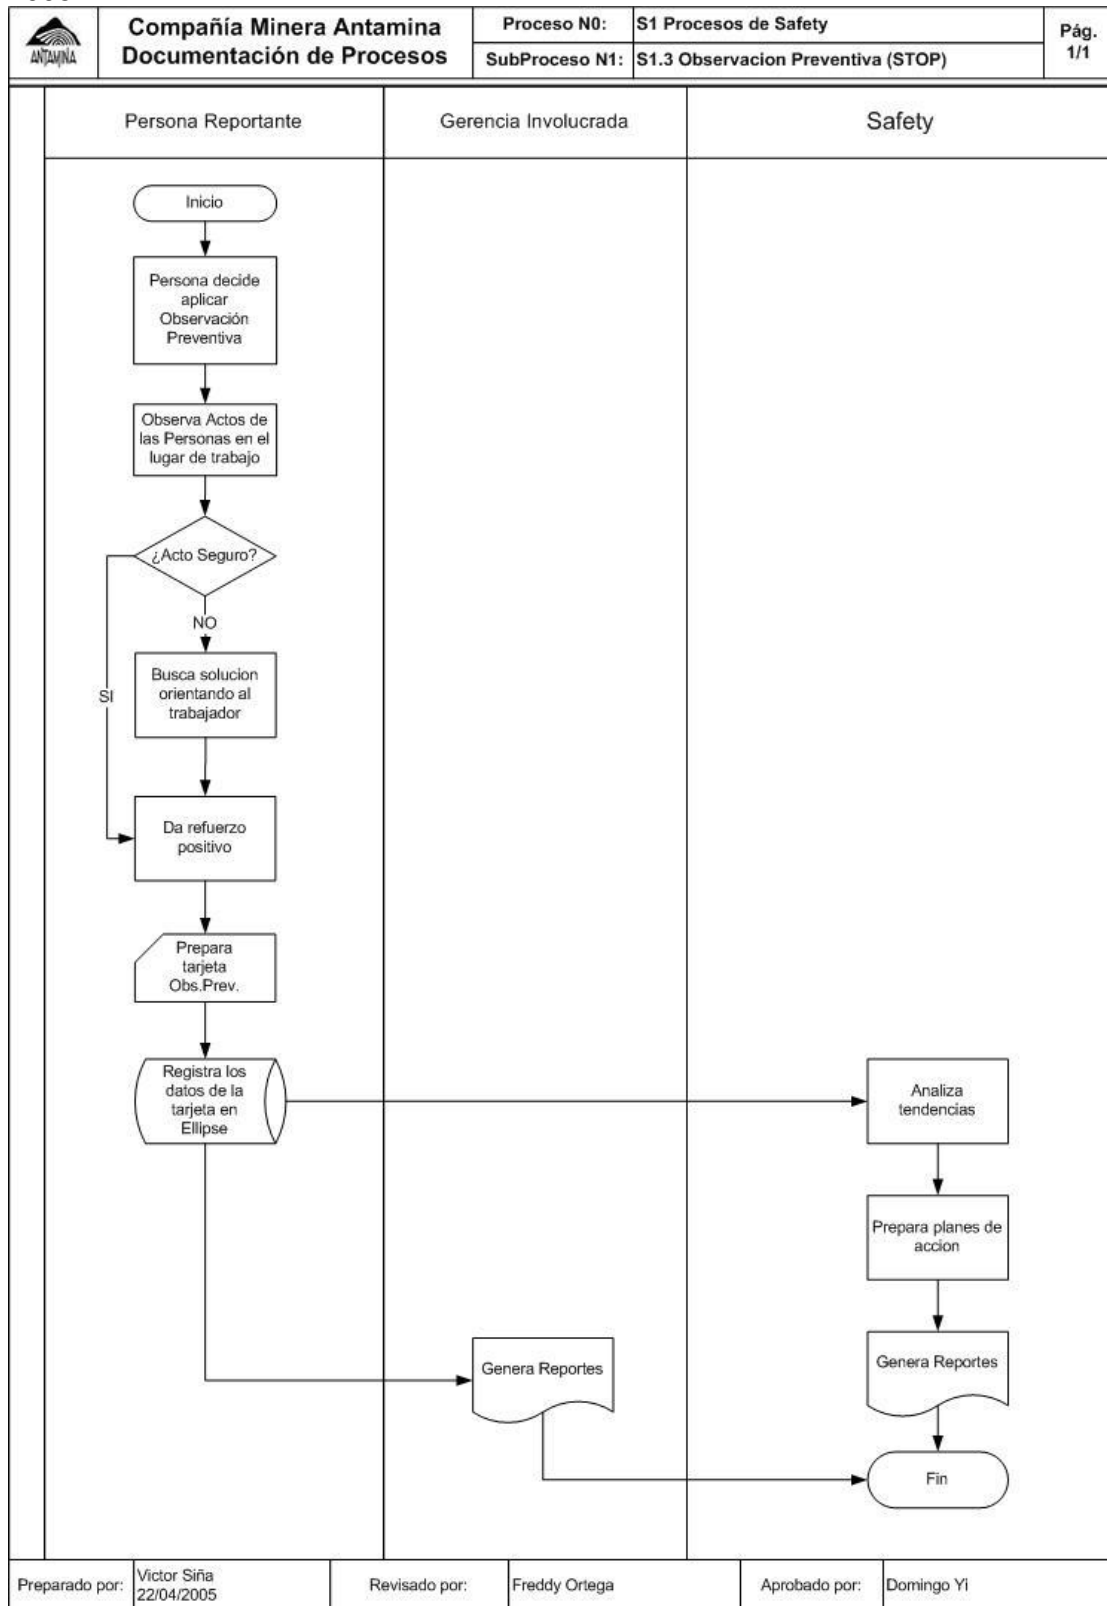 ANTAMINA
Compañía Minera Antamina
Documentación de Procesos
Proceso N0:
S1 Procesos de Safety
SubProceso N1:
S1.3 Observacion Preventiva (STOP)
Pág.
1/1
Persona Reportante
Gerencia Involucrada
Safety
Inicio
Persona decide
aplicar
Observación
Preventiva
Observa Actos de
las Personas en el
lugar de trabajo
¿Acto Seguro?
NO
SI
Busca solucion
orientando al
trabajador
Da refuerzo
positivo
Prepara
tarjeta
Obs.Prev.
Registra los
datos de la
tarjeta en
Ellipse
Analiza
tendencias
Prepara planes de
accion
Genera Reportes
Genera Reportes
Fin
Preparado por:
Victor Siña
22/04/2005
Revisado por:
Freddy Ortega
Aprobado por:
Domingo Yi